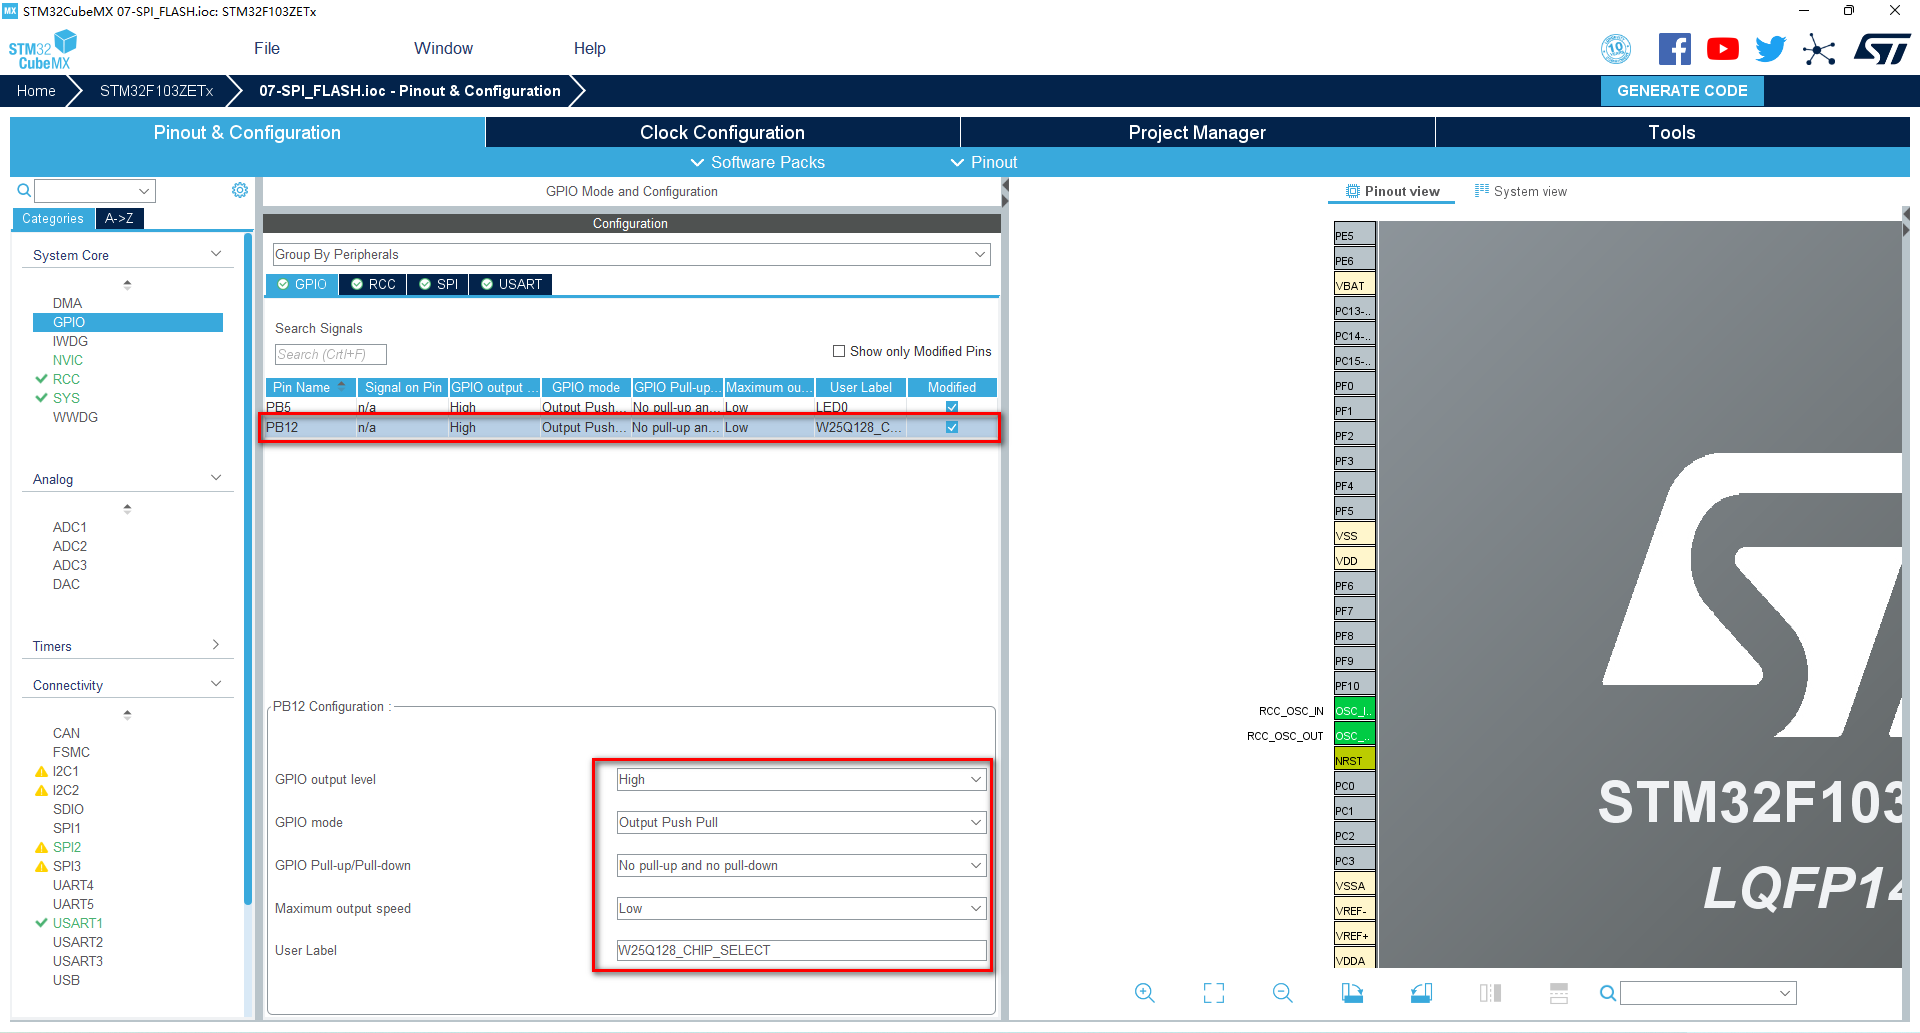 MX STM32CubeMX 07-SPI_FLASH.ioc: STM32F103ZETx
STM32
CubeMX
File Window Help
10
Home STM32F103ZETx 07-SPI_FLASH.ioc - Pinout & Configuration GENERATE CODE
Pinout & Configuration Clock Configuration Project Manager Tools
Software Packs Pinout
Categories A->Z
System Core
DMA
GPIO
IWDG
NVIC
RCC
SYS
WWDG
Analog
ADC1
ADC2
ADC3
DAC
Timers
Connectivity
CAN
FSMC
I2C1
I2C2
SDIO
SPI1
SPI2
SPI3
UART4
UART5
USART1
USART2
USART3
USB
GPIO Mode and Configuration
Configuration
Group By Peripherals
GPIO RCC SPI USART
Search Signals
Search (CrtI+F)
Show only Modified Pins
Pin Name Signal on Pin GPIO output ... GPIO mode GPIO Pull-up... Maximum ou... User Label Modified
PB5 n/a High Output Push... No pull-up an... Low LED0
PB12 n/a High Output Push... No pull-up an... Low W25Q128_C...
PB12 Configuration :
GPIO output level High
GPIO mode Output Push Pull
GPIO Pull-up/Pull-down No pull-up and no pull-down
Maximum output speed Low
User Label W25Q128_CHIP_SELECT
Pinout view System view
PE5
PE6
VBAT
PC13-..
PC14-..
PC15-..
PF0
PF1
PF2
PF3
PF4
PF5
VSS
VDD
PF6
PF7
PF8
PF9
PF10
RCC_OSC_IN OSC_I..
RCC_OSC_OUT OSC_..
NRST
PC0
PC1
PC2
PC3
VSSA
VREF-
VREF+
VDDA
STM32F103
LQFP14